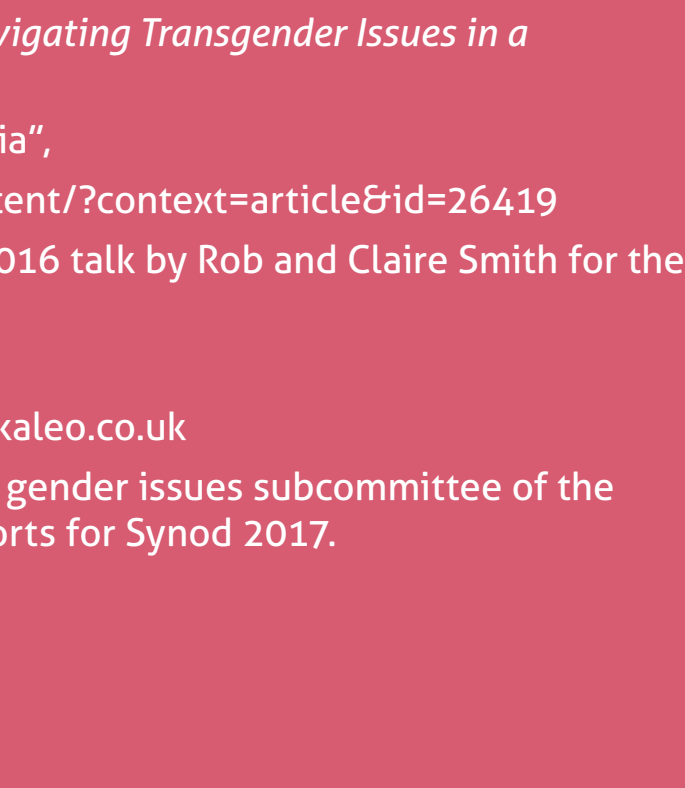 vigating Transgender Issues in a
ia”,
tent/?context=article&id=26419
016 talk by Rob and Claire Smith for the
kaleo.co.uk
gender issues subcommittee of the
orts for Synod 2017.